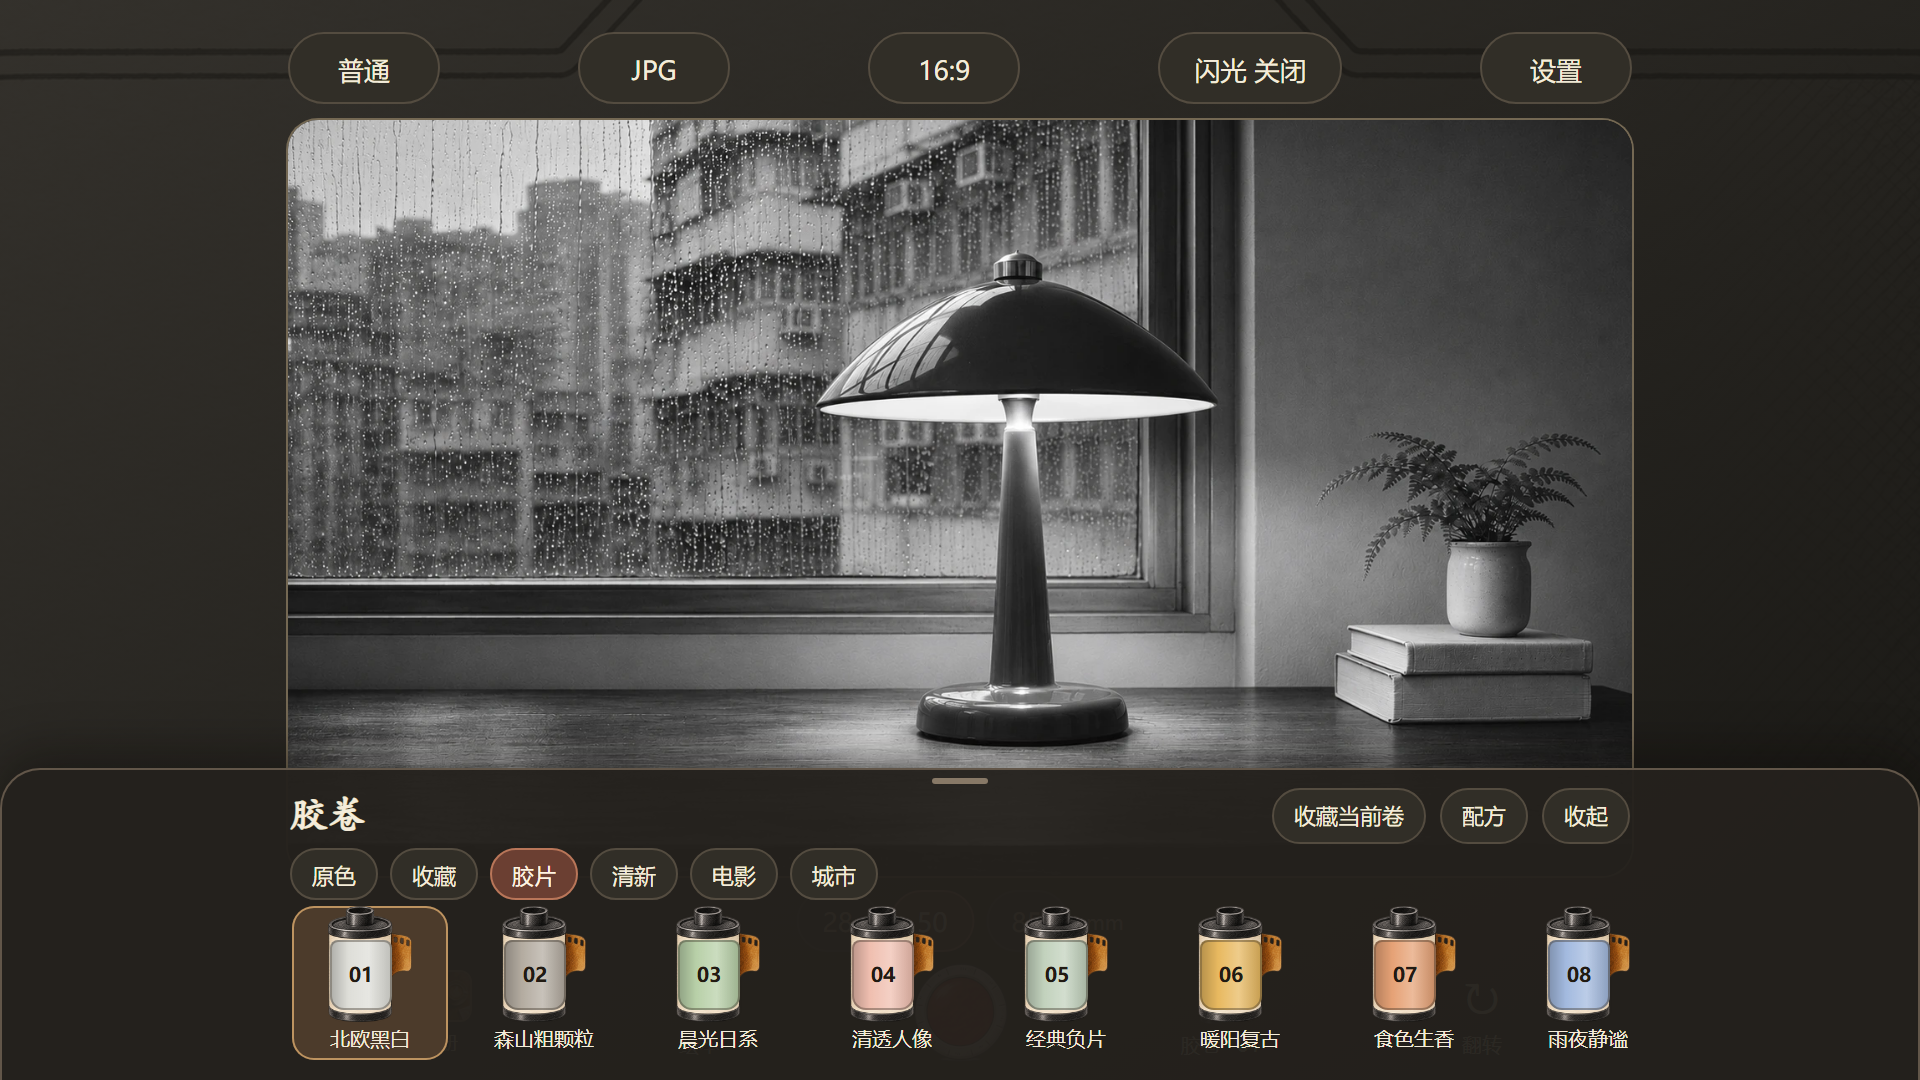 普通
JPG
16:9
闪光 关闭
设置
胶卷
收藏当前卷
配方
收起
原色
收藏
胶片
清新
电影
城市
01
02
03
04
05
06
07
08
北欧黑白
森山粗颗粒
晨光日系
清透人像
经典负片
暖阳复古
食色生香
雨夜静谧
翻转